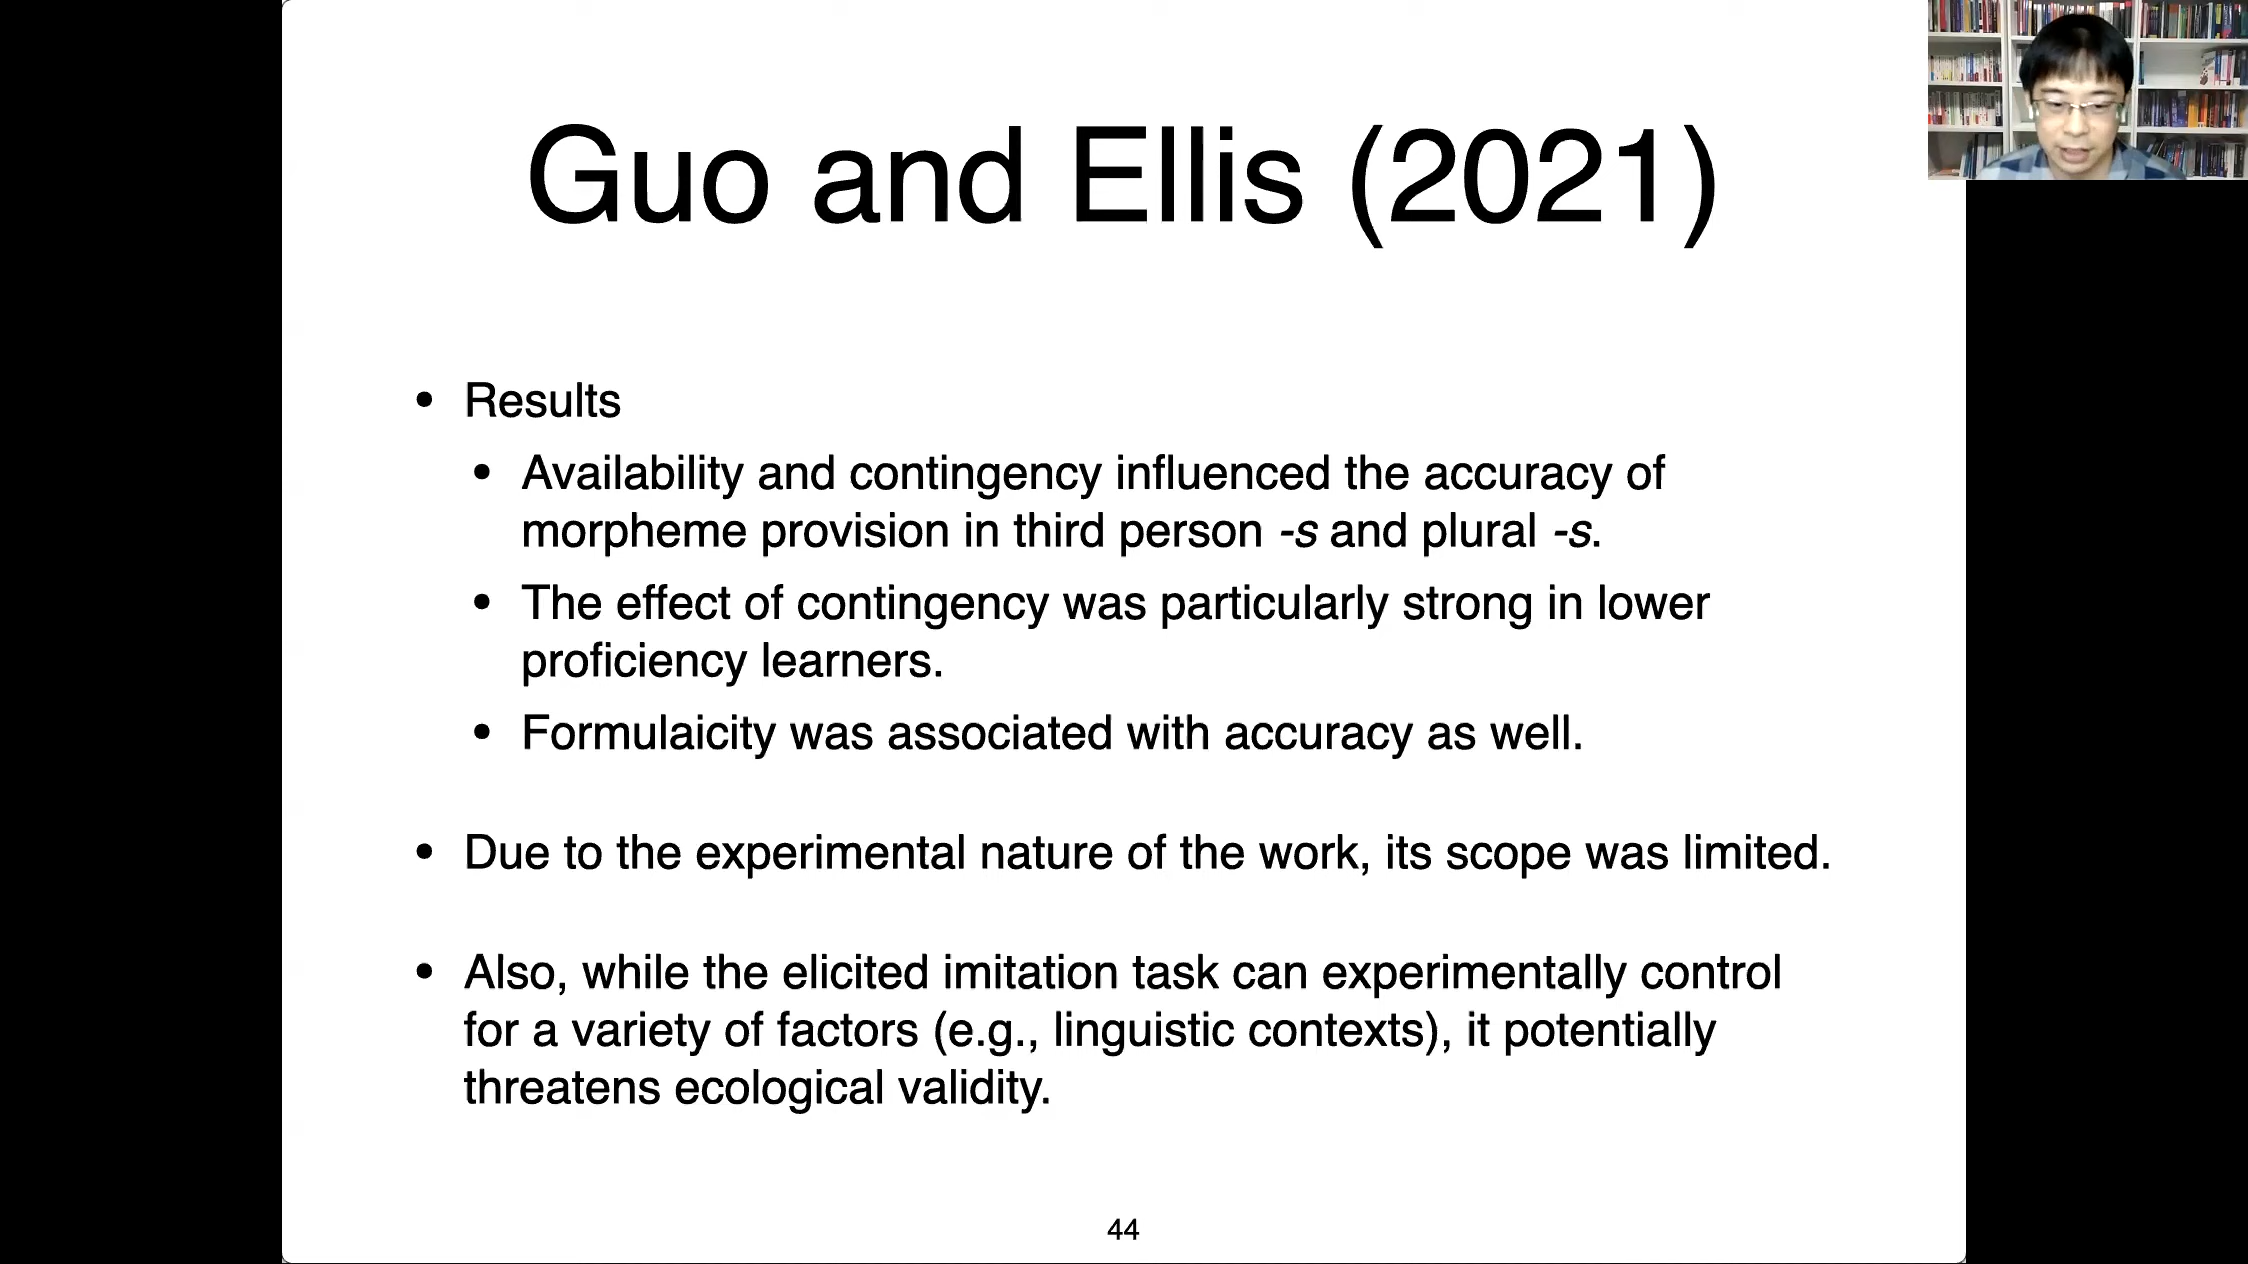 Guo and Ellis (2021)
• Results
• Availability and contingency influenced the accuracy of
morpheme provision in third person -s and plural -s.
• The effect of contingency was particularly strong in lower
proficiency learners.
• Formulaicity was associated with accuracy as well.
• Due to the experimental nature of the work, its scope was limited.
• Also, while the elicited imitation task can experimentally control
for a variety of factors (e.g., linguistic contexts), it potentially
threatens ecological validity.
44